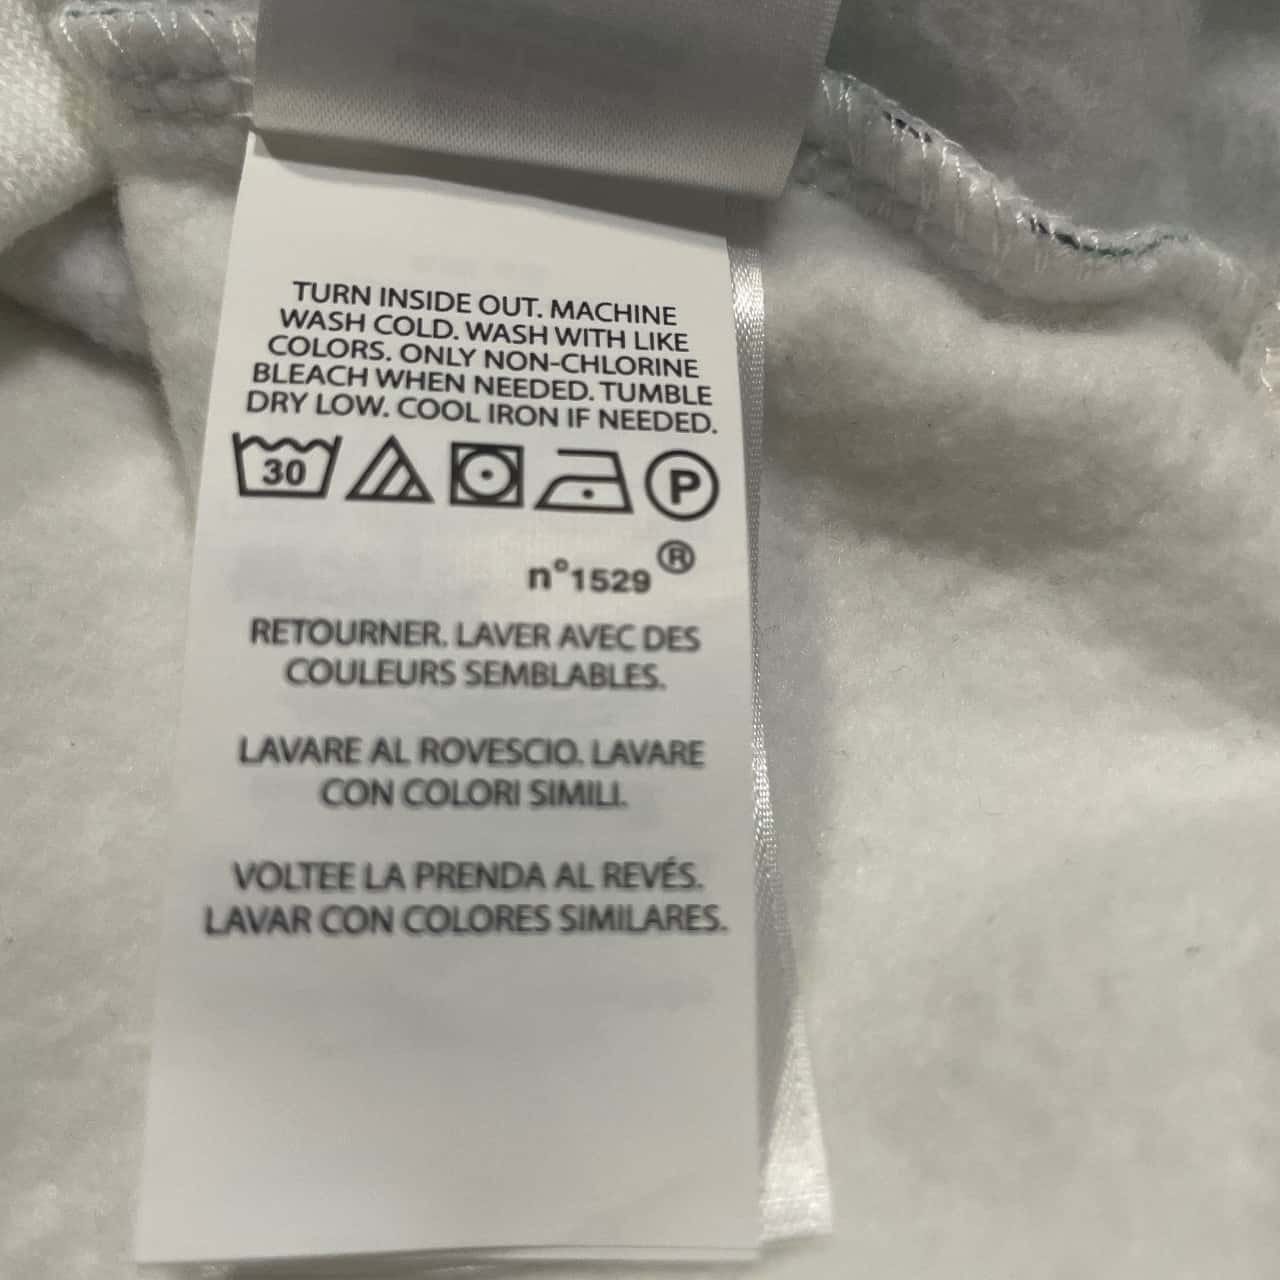 TURN INSIDE OUT. MACHINE
WASH COLD. WASH WITH LIKE
COLORS. ONLY NON-CHLORINE
BLEACH WHEN NEEDED. TUMBLE
DRY LOW. COOL IRON IF NEEDED.
30 P
n°1529®
RETOURNER. LAVER AVEC DES
COULEURS SEMBLABLES.
LAVARE AL ROVESCIO. LAVARE
CON COLORI SIMILI.
VOLTEE LA PRENDA AL REVÉS.
LAVAR CON COLORES SIMILARES.